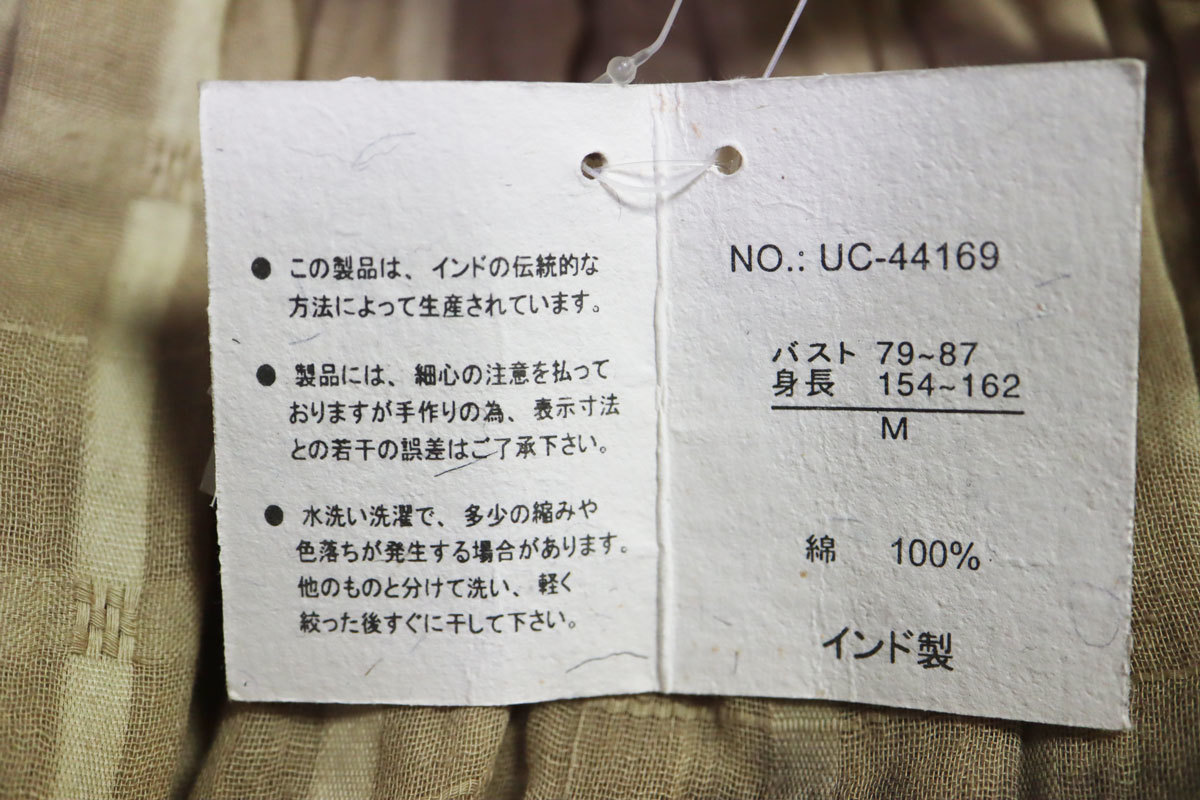 ● この製品は、インドの伝統的な
方法によって生産されています。
● 製品には、細心の注意を払って
おりますが手作りの為、表示寸法
との若干の誤差はご了承下さい。
● 水洗い洗濯で、多少の縮みや
色落ちが発生する場合があります。
他のものと分けて洗い、軽く
絞った後すぐに干して下さい。
NO.: UC-44169
バスト 79~87
身長 154~162
M
綿 100%
インド製